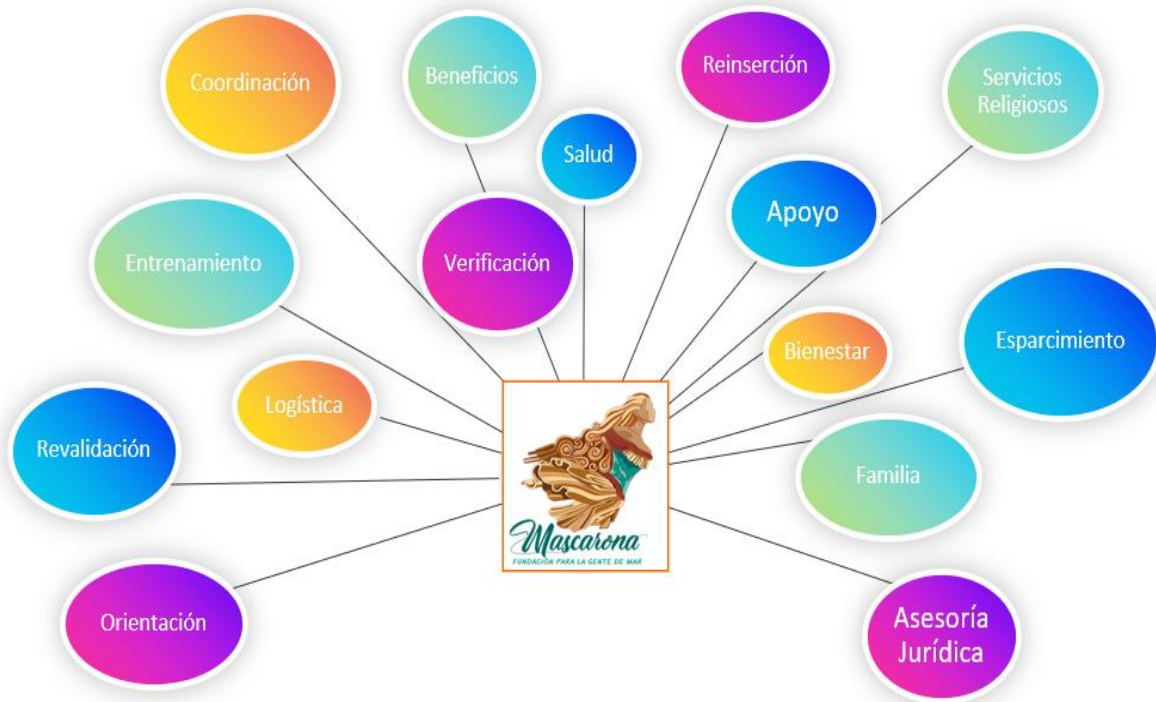 Coordinación
Beneficios
Reinserción
Servicios
Religiosos
Salud
Apoyo
Entrenamiento
Verificación
Esparcimiento
Bienestar
Logística
Revalidación
Familia
Mascarona
FUNDACIÓN PARA LA GENTE DE MAR
Orientación
Asesoría
Jurídica